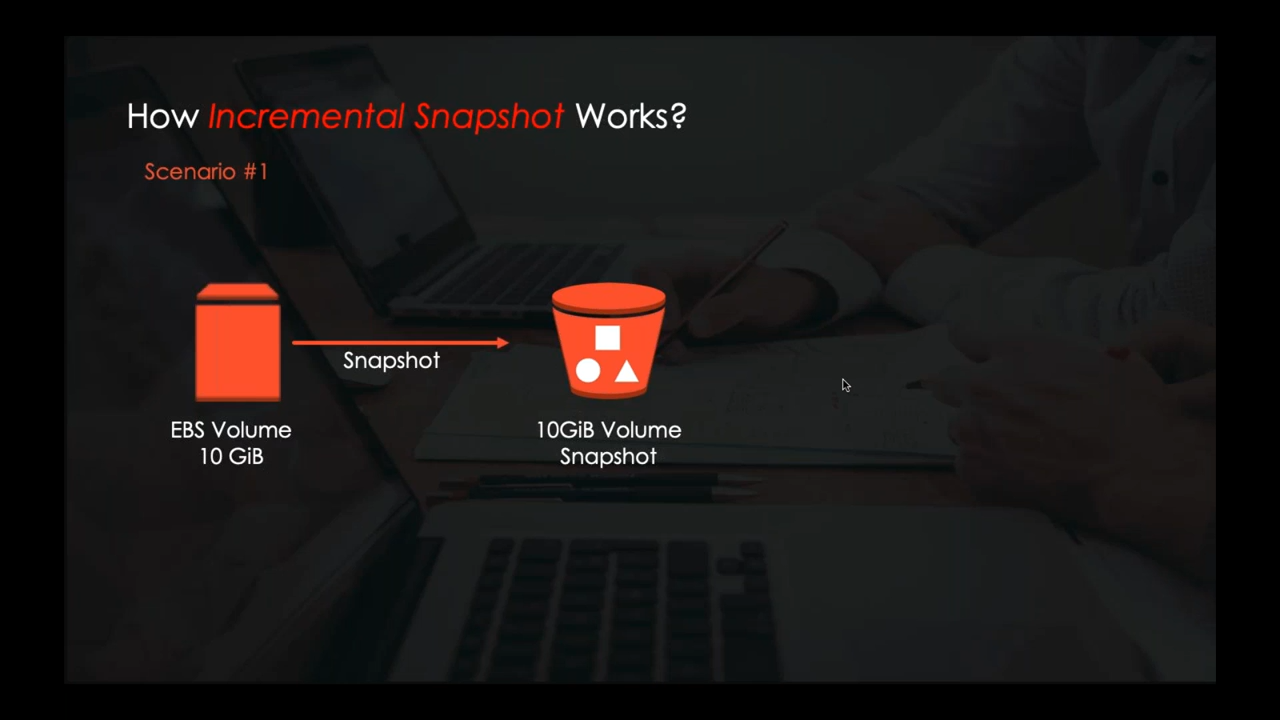 How Incremental Snapshot Works?
Scenario #1
Snapshot
EBS Volume
10 GiB
10GiB Volume
Snapshot